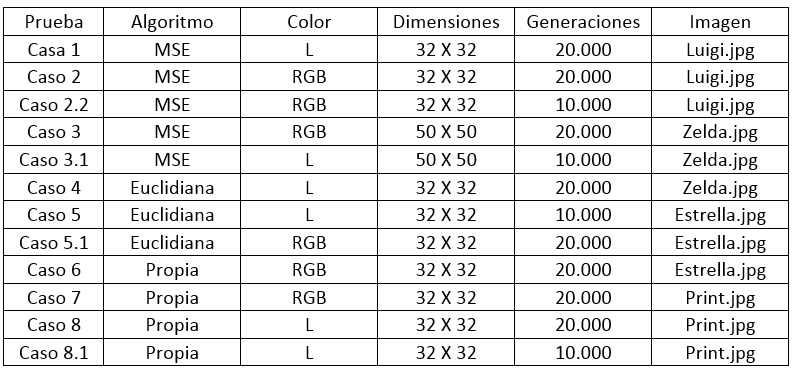 Prueba Algoritmo Color Dimensiones Generaciones Imagen
Casa 1 MSE L 32 X 32 20.000 Luigi.jpg
Caso 2 MSE RGB 32 X 32 20.000 Luigi.jpg
Caso 2.2 MSE RGB 32 X 32 10.000 Luigi.jpg
Caso 3 MSE RGB 50 X 50 20.000 Zelda.jpg
Caso 3.1 MSE L 50 X 50 10.000 Zelda.jpg
Caso 4 Euclidiana L 32 X 32 20.000 Zelda.jpg
Caso 5 Euclidiana L 32 X 32 10.000 Estrella.jpg
Caso 5.1 Euclidiana RGB 32 X 32 20.000 Estrella.jpg
Caso 6 Propia RGB 32 X 32 20.000 Estrella.jpg
Caso 7 Propia RGB 32 X 32 20.000 Print.jpg
Caso 8 Propia L 32 X 32 20.000 Print.jpg
Caso 8.1 Propia L 32 X 32 10.000 Print.jpg